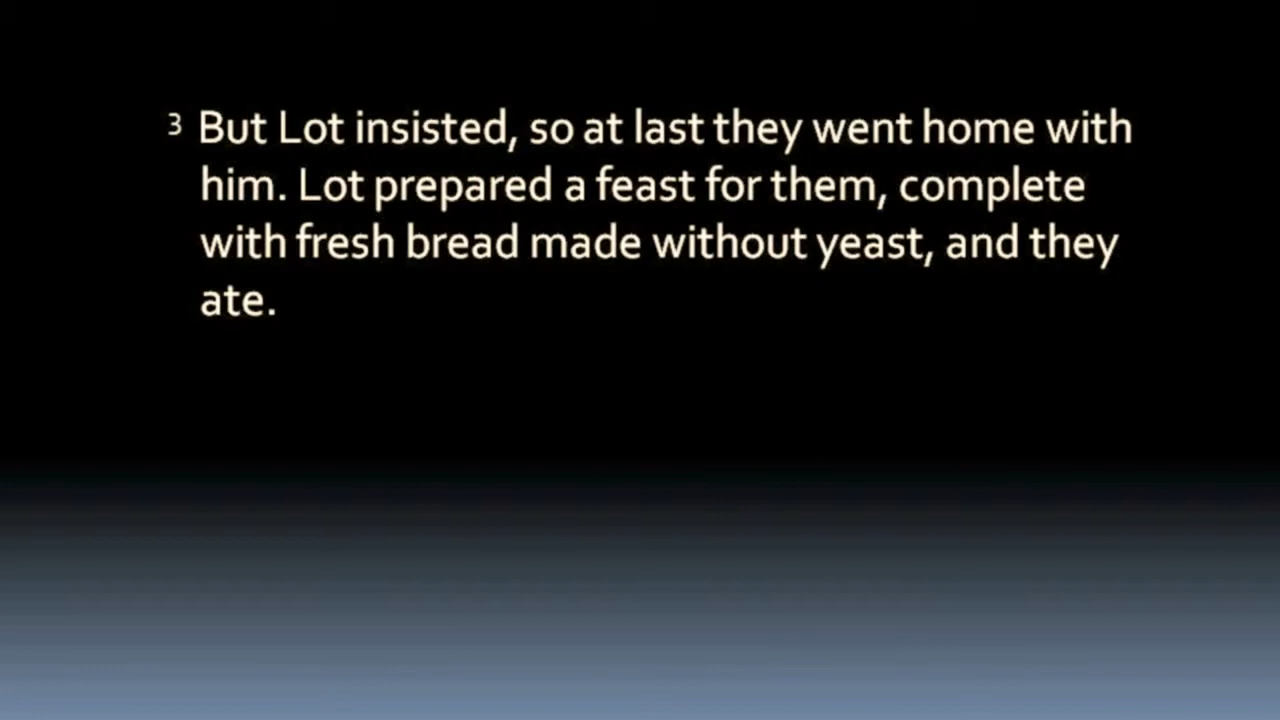 3 But Lot insisted, so at last they went home with
him. Lot prepared a feast for them, complete
with fresh bread made without yeast, and they
ate.